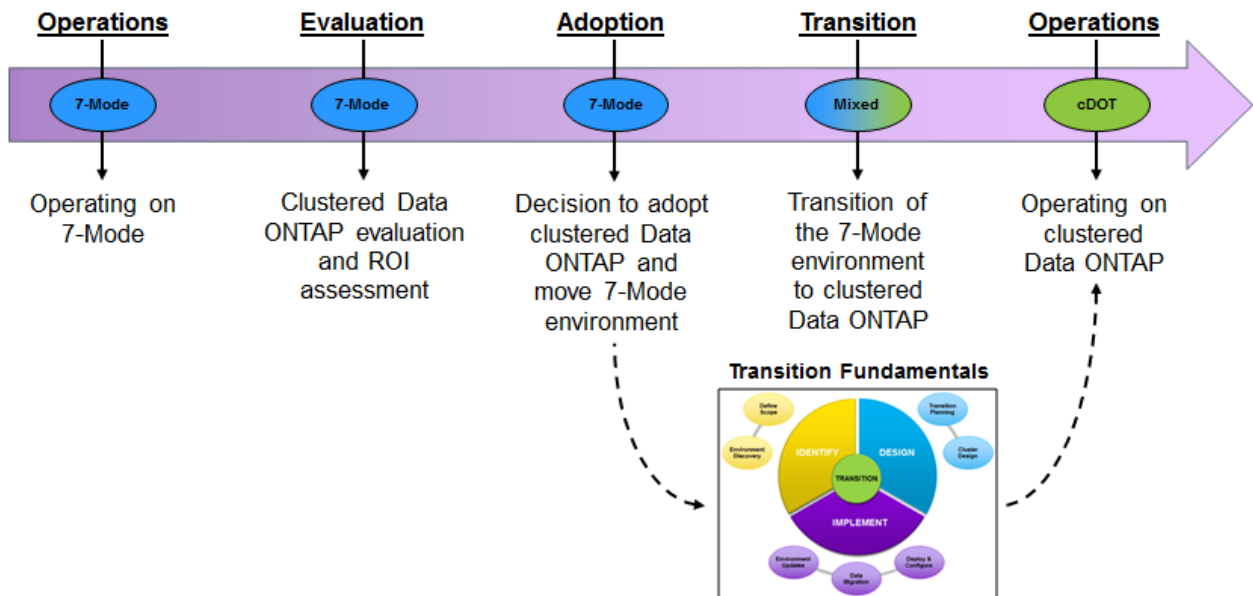 Operations
Evaluation
Adoption
Transition
Operations
7-Mode
7-Mode
7-Mode
Mixed
cDOT
Operating on
7-Mode
Clustered Data
ONTAP evaluation
and ROI
assessment
Decision to adopt
clustered Data
ONTAP and
move 7-Mode
environment
Transition of
the 7-Mode
environment
to clustered
Data ONTAP
Operating on
clustered
Data ONTAP
Transition Fundamentals
Define
Scope
Environment
Discovery
IDENTIFY
DESIGN
TRANSITION
IMPLEMENT
Transition
Planning
Cluster
Design
Environment
Updates
Data
Migration
Deploy &
Configure